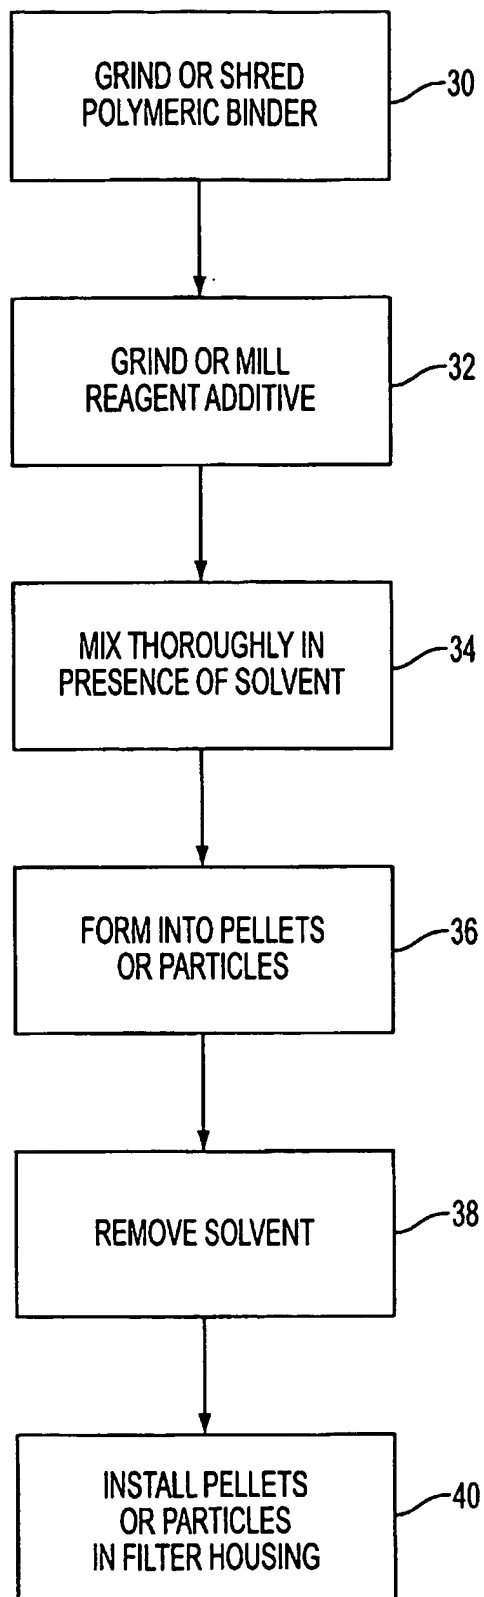 GRIND OR SHRED
POLYMERIC BINDER
30
GRIND OR MILL
REAGENT ADDITIVE
32
MIX THOROUGHLY IN
PRESENCE OF SOLVENT
34
FORM INTO PELLETS
OR PARTICLES
36
REMOVE SOLVENT
38
INSTALL PELLETS
OR PARTICLES
IN FILTER HOUSING
40